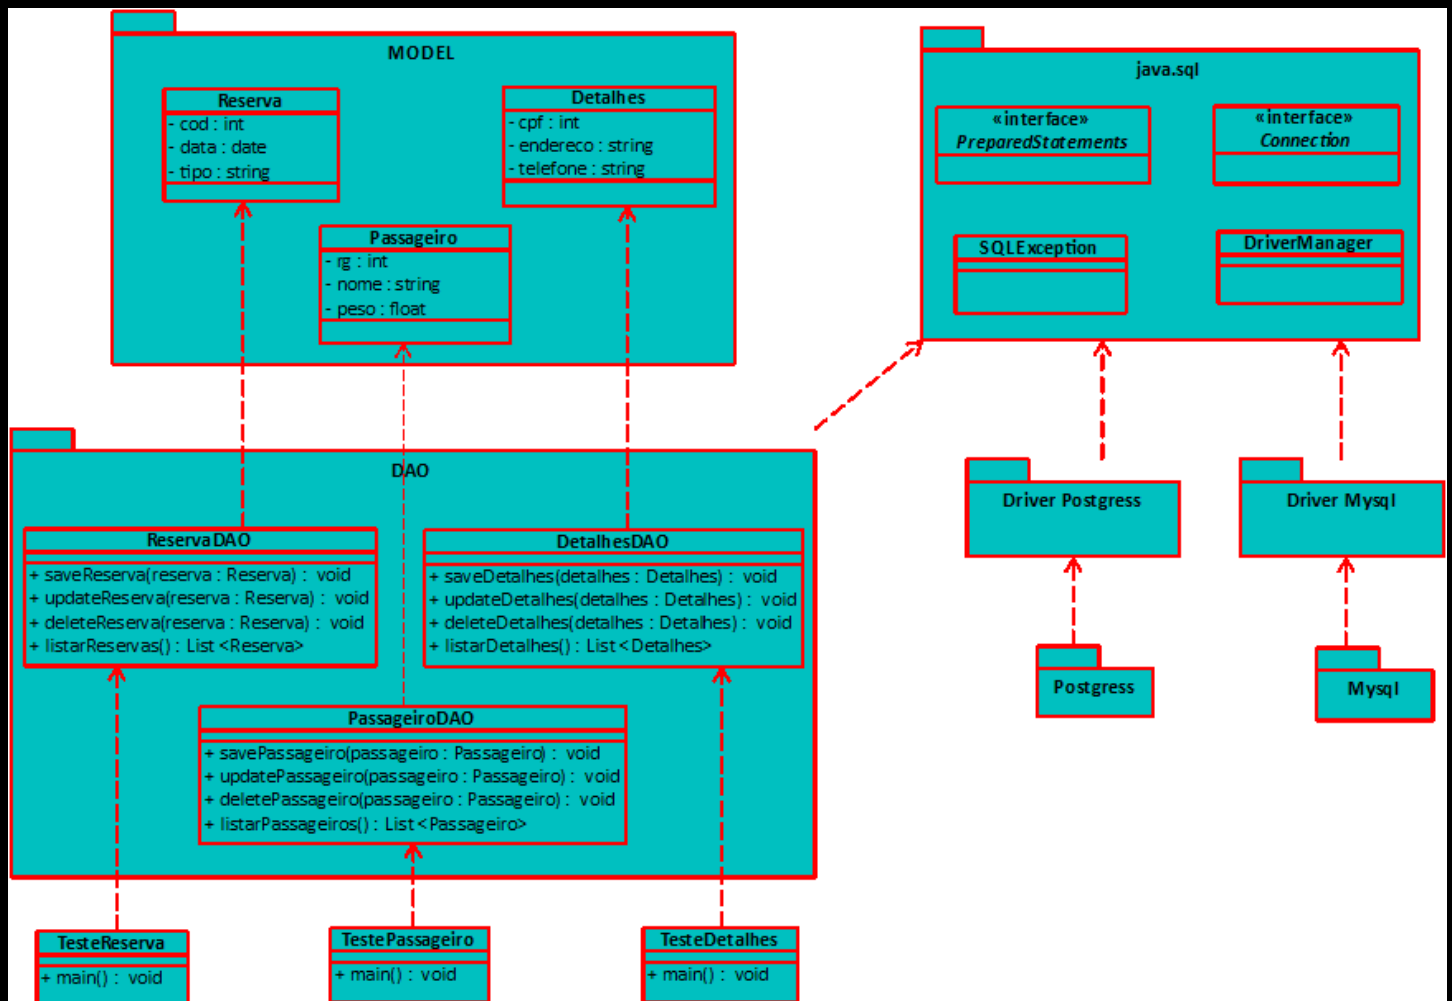 MODEL
Reserva
- cod : int
- data : date
- tipo : string
Detalhes
- cpf : int
- endereco : string
- telefone : string
Passageiro
- rg : int
- nome : string
- peso : float
java.sql
«interface»
PreparedStatements
«interface»
Connection
SQLException
DriverManager
DAO
ReservaDAO
+ saveReserva(reserva : Reserva) : void
+ updateReserva(reserva : Reserva) : void
+ deleteReserva(reserva : Reserva) : void
+ listarReservas() : List<Reserva>
DetalhesDAO
+ saveDetalhes(detalhes : Detalhes) : void
+ updateDetalhes(detalhes : Detalhes) : void
+ deleteDetalhes(detalhes : Detalhes) : void
+ listarDetalhes() : List<Detalhes>
PassageiroDAO
+ savePassageiro(passageiro : Passageiro) : void
+ updatePassageiro(passageiro : Passageiro) : void
+ deletePassageiro(passageiro : Passageiro) : void
+ listarPassageiros() : List<Passageiro>
Driver Postgress
Driver Mysql
Postgress
Mysql
TesteReserva
+ main() : void
TestePassageiro
+ main() : void
TesteDetalhes
+ main() : void